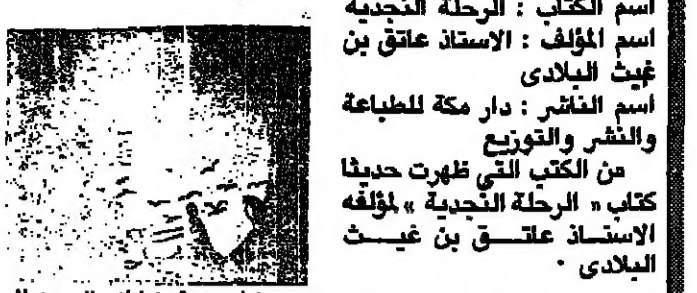 اسم الكتاب : الرحلة النجدية
اسم المؤلف : الاستاذ عاتق بن
غيث البلادى
اسم الناشر : دار مكة للطباعة
والنشر والتوزيع
من الكتب التي ظهرت حديثا
كتاب « الرحلة النجدية » لمؤلفه
الاستاذ عاتق بن غيث
البلادى .